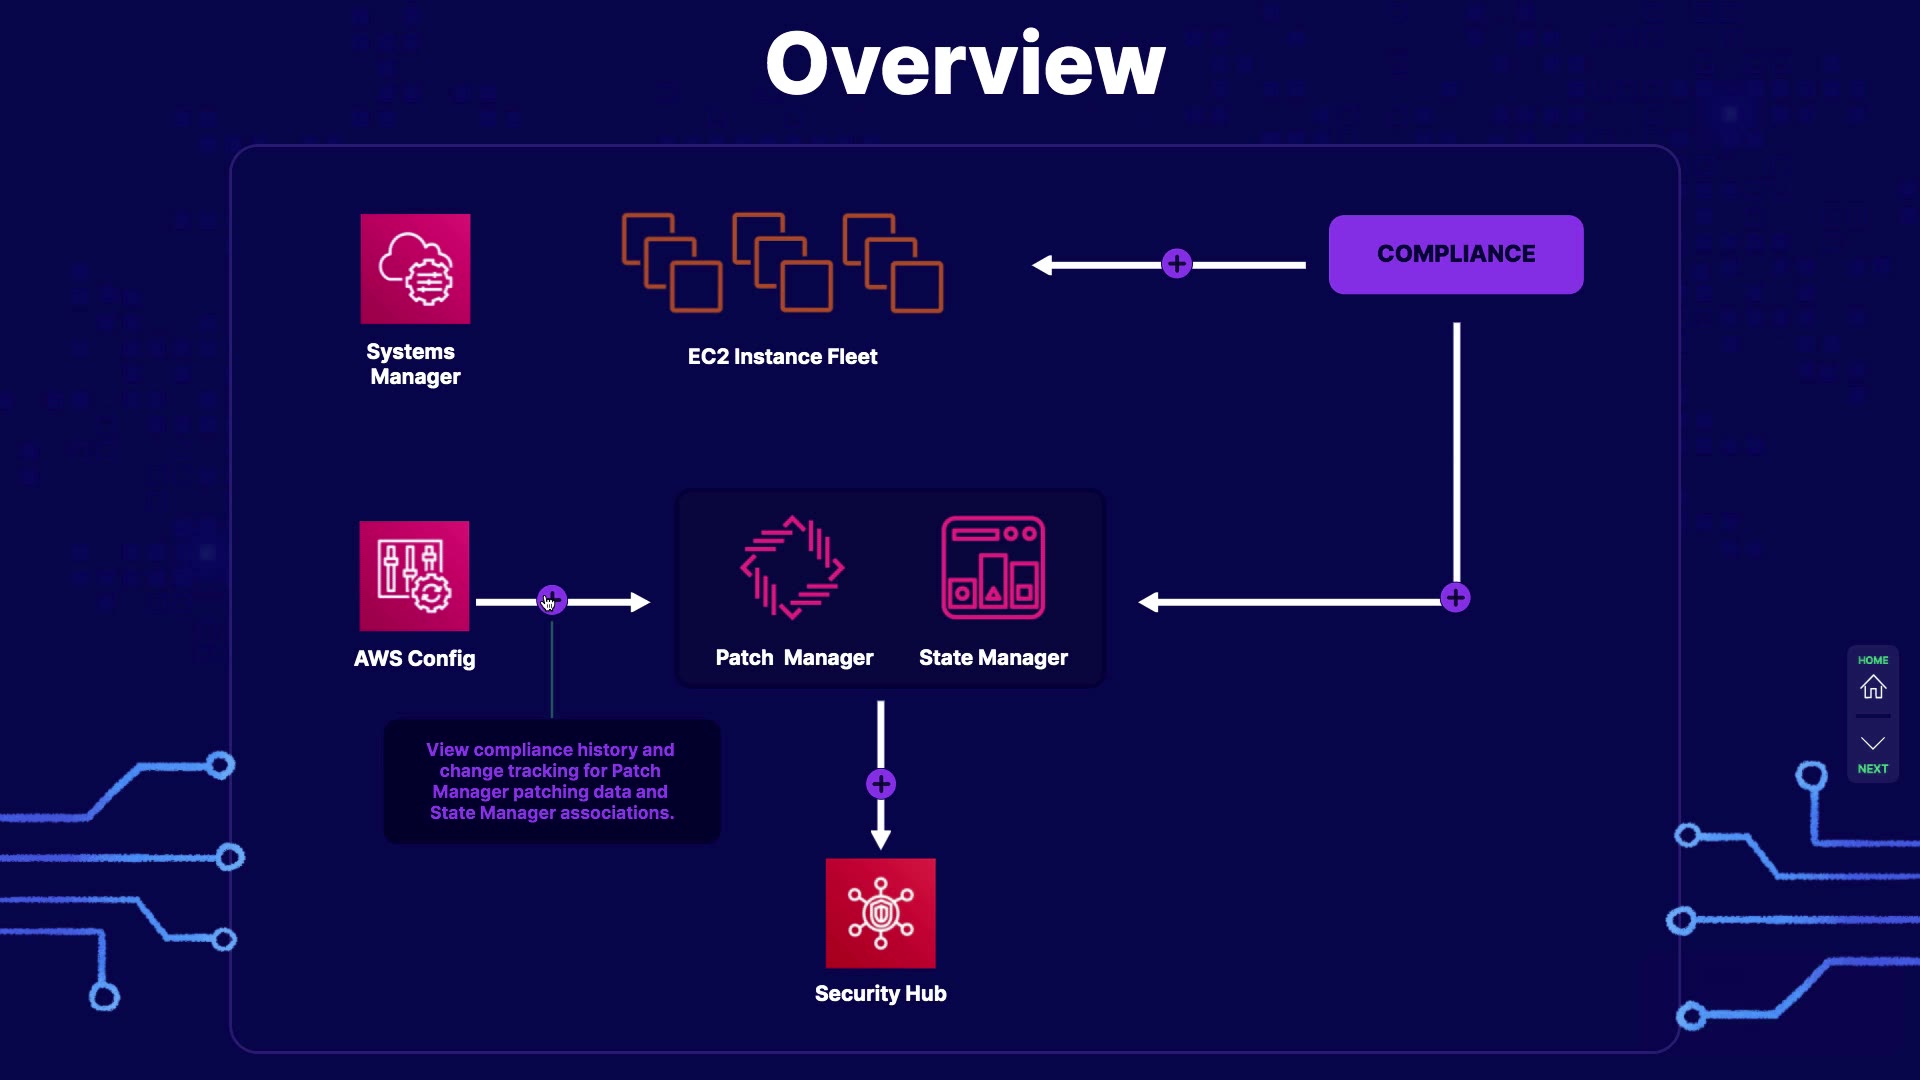 Overview
COMPLIANCE
Systems
Manager
EC2 Instance Fleet
AWS Config
Patch Manager
State Manager
View compliance history and
change tracking for Patch
Manager patching data and
State Manager associations.
Security Hub
HOME
NEXT